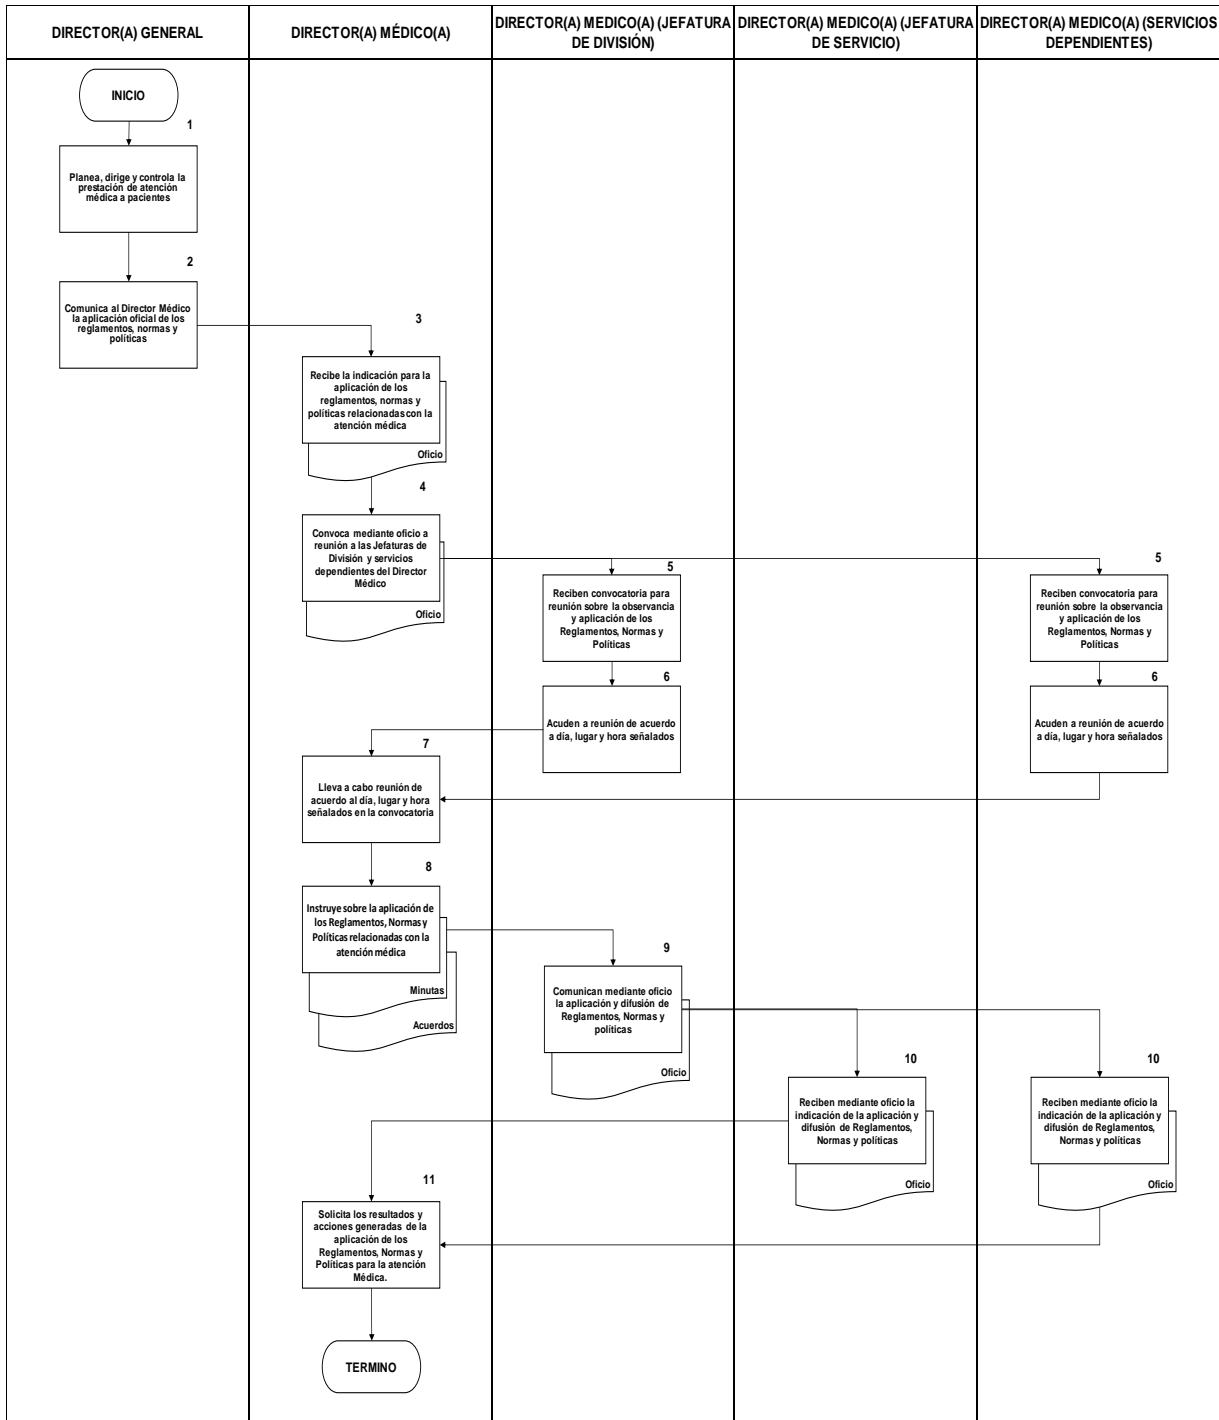 DIRECTOR(A) GENERAL
DIRECTOR(A) MÉDICO(A)
DIRECTOR(A) MEDICO(A) (JEFATURA
DE DIVISIÓN)
DIRECTOR(A) MEDICO(A) (JEFATURA
DE SERVICIO)
DIRECTOR(A) MEDICO(A) (SERVICIOS
DEPENDIENTES)
INICIO
1
Planea, dirige y controla la
prestación de atención
médica a pacientes
2
Comunica al Director Médico
la aplicación oficial de los
reglamentos, normas y
políticas
3
Recibe la indicación para la
aplicación de los
reglamentos, normas y
políticas relacionadas con la
atención médica
Oficio
4
Convoca mediante oficio a
reunión a las Jefaturas de
División y servicios
dependientes del Director
Médico
Oficio
5
Reciben convocatoria para
reunión sobre la observancia
y aplicación de los
Reglamentos, Normas y
Políticas
5
Reciben convocatoria para
reunión sobre la observancia
y aplicación de los
Reglamentos, Normas y
Políticas
6
Acuden a reunión de acuerdo
a día, lugar y hora señalados
6
Acuden a reunión de acuerdo
a día, lugar y hora señalados
7
Lleva a cabo reunión de
acuerdo al día, lugar y hora
señalados en la convocatoria
8
Instruye sobre la aplicación de
los Reglamentos, Normas y
Políticas relacionadas con la
atención médica
Minutas
Acuerdos
9
Comunican mediante oficio
la aplicación y difusión de
Reglamentos, Normas y
políticas
Oficio
10
Reciben mediante oficio la
indicación de la aplicación y
difusión de Reglamentos,
Normas y políticas
Oficio
10
Reciben mediante oficio la
indicación de la aplicación y
difusión de Reglamentos,
Normas y políticas
Oficio
11
Solicita los resultados y
acciones generadas de la
aplicación de los
Reglamentos, Normas y
Políticas para la atención
Médica.
TERMINO